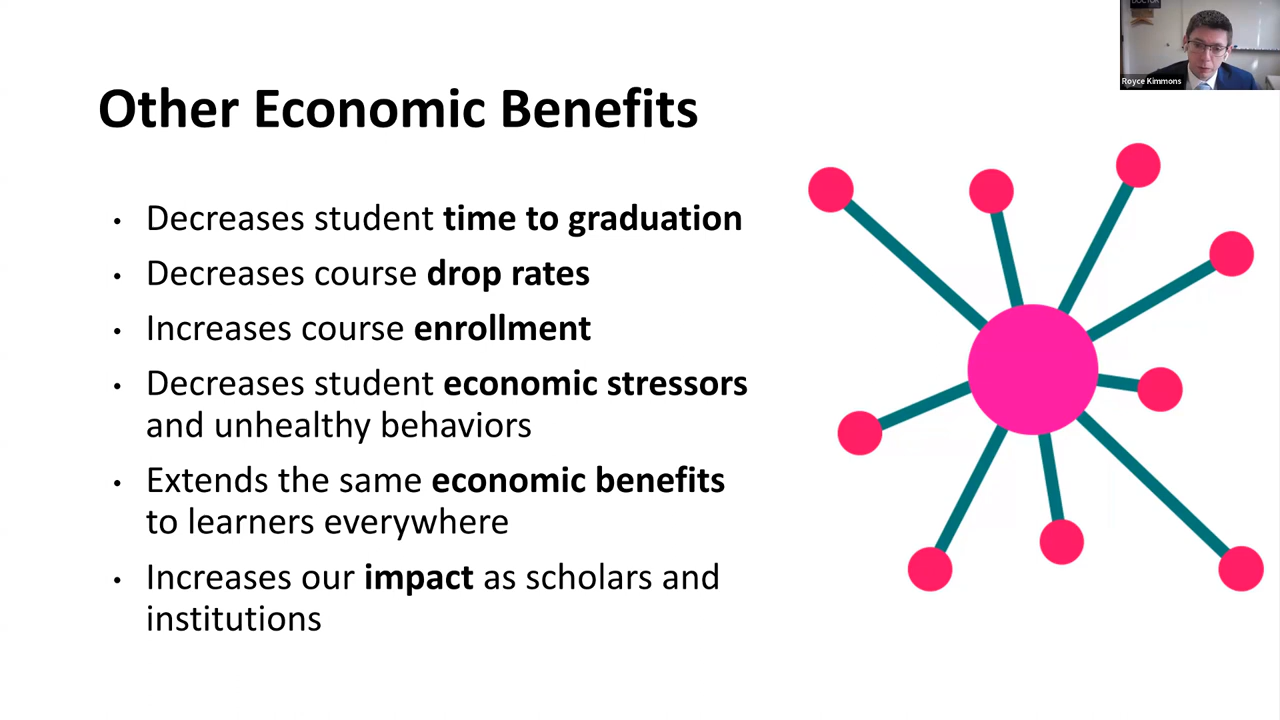 Other Economic Benefits
• Decreases student time to graduation
• Decreases course drop rates
• Increases course enrollment
• Decreases student economic stressors
and unhealthy behaviors
• Extends the same economic benefits
to learners everywhere
• Increases our impact as scholars and
institutions
DOCTOR
Royce Kimmons